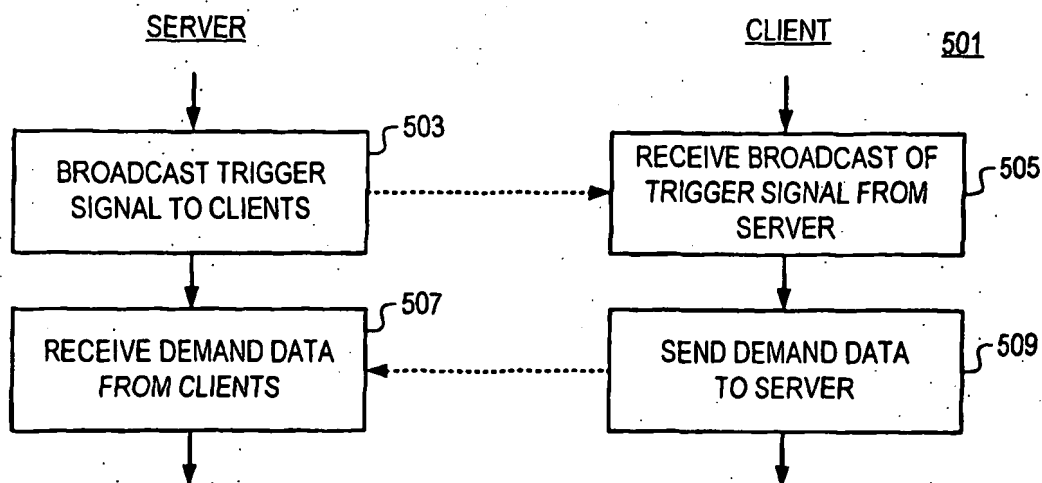 SERVER
CLIENT
501
503
BROADCAST TRIGGER
SIGNAL TO CLIENTS
RECEIVE BROADCAST OF
TRIGGER SIGNAL FROM
SERVER
505
507
RECEIVE DEMAND DATA
FROM CLIENTS
SEND DEMAND DATA
TO SERVER
509